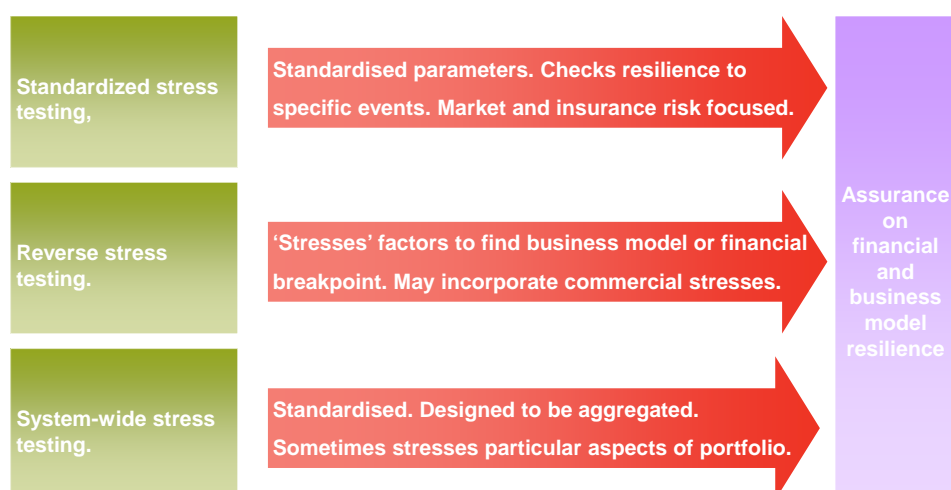 Standardized stress
testing,
Standardised parameters. Checks resilience to
specific events. Market and insurance risk focused.
Reverse stress
testing.
‘Stresses’ factors to find business model or financial
breakpoint. May incorporate commercial stresses.
System-wide stress
testing.
Standardised. Designed to be aggregated.
Sometimes stresses particular aspects of portfolio.
Assurance
on
financial
and
business
model
resilience